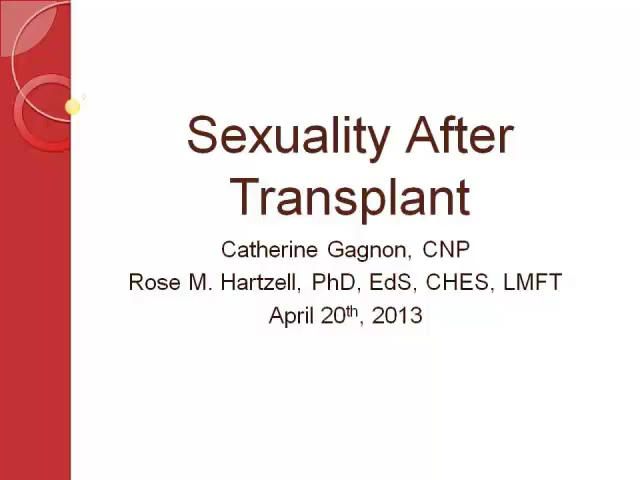 Sexuality After
Transplant
Catherine Gagnon, CNP
Rose M. Hartzell, PhD, EdS, CHES, LMFT
April 20th, 2013